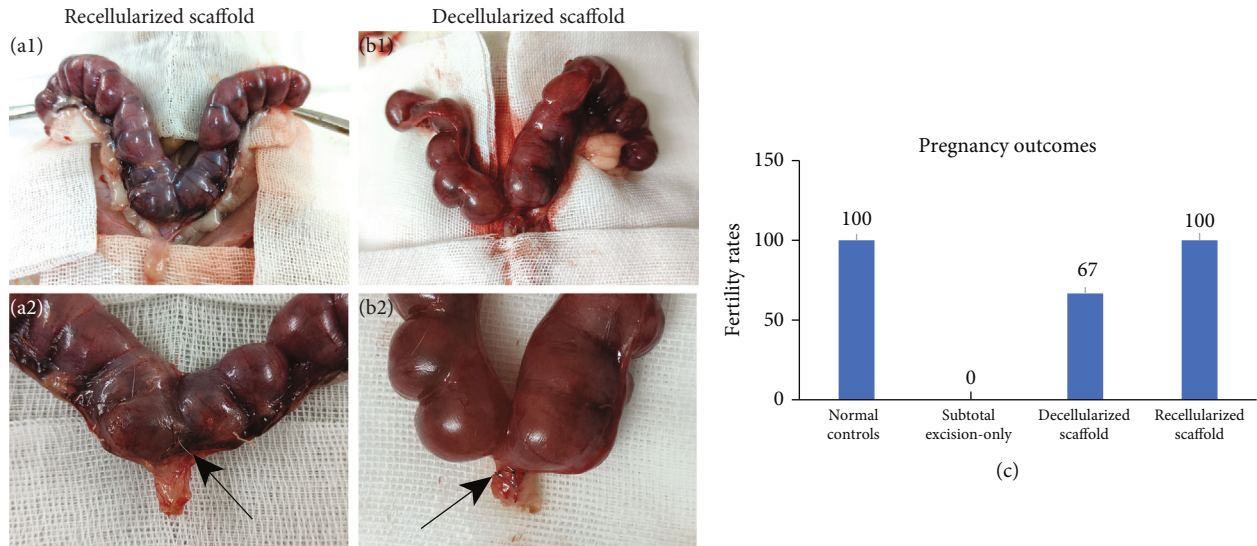 Recellularized scaffold
Decellularized scaffold
(a1)
(b1)
(a2)
(b2)
Pregnancy outcomes
Fertility rates
150
100
50
0
100
0
67
100
Normal
controls
Subtotal
excision-only
Decellularized
scaffold
Recellularized
scaffold
(c)